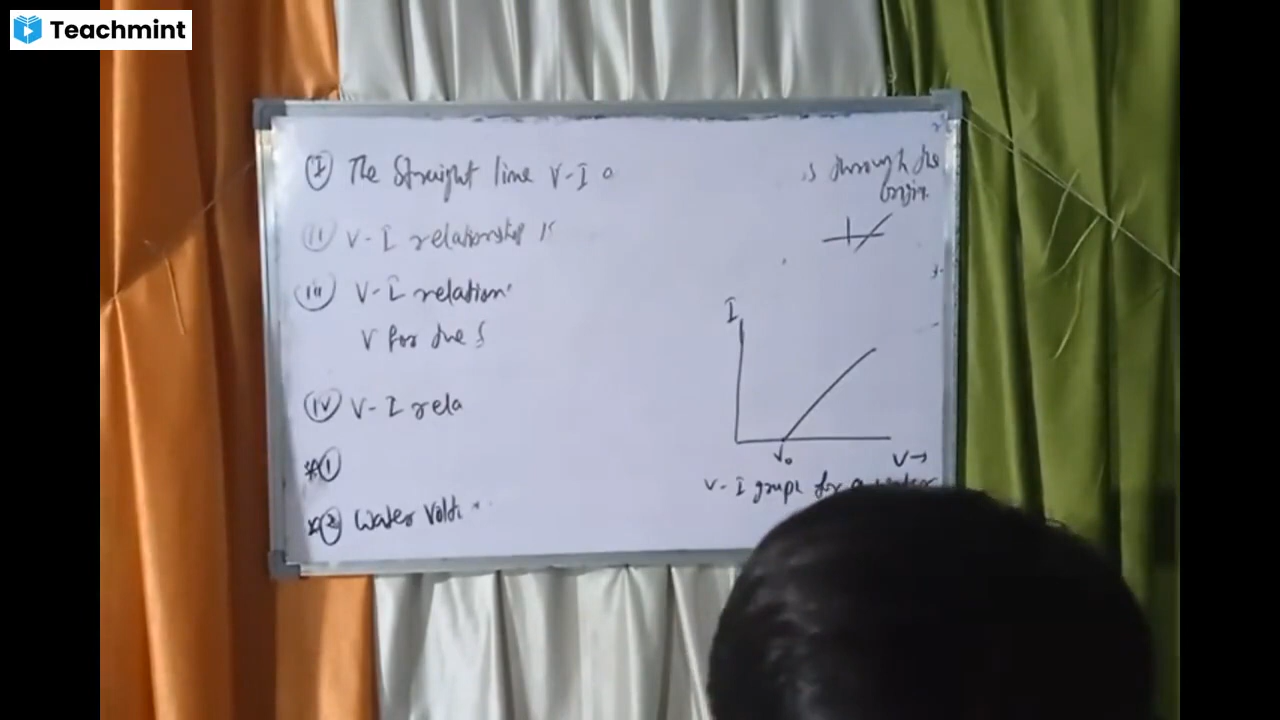 Teachmint
I The Straight line V-I
is through the
origin.
II V-I relationship
III V-I relation
V for the
I
IV V-I rela
*1
V₀
V→
V-I graph for a water
*2 Water Volt